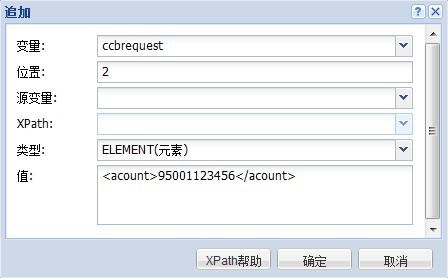 追加
变量: ccbrequest
位置: 2
源变量:
XPath:
类型: ELEMENT(元素)
值: <acount>95001123456</acount>
XPath帮助 确定 取消